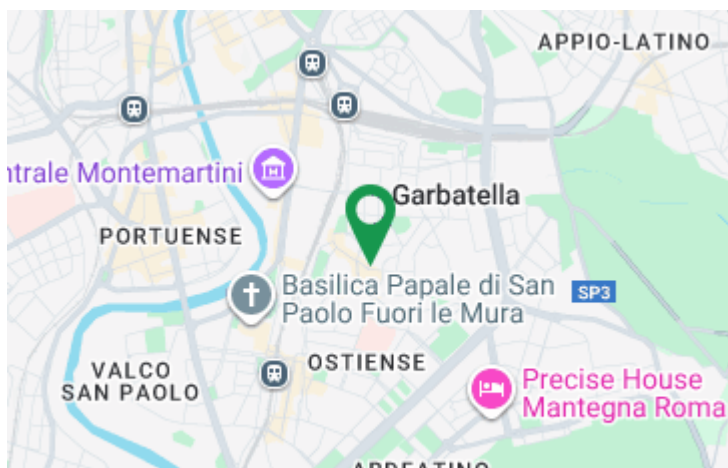 APPIO-LATINO
ntrale Montemartini
Garbatella
PORTUENSE
Basilica Papale di San
Paolo Fuori le Mura
SP3
VALCO
SAN PAOLO
OSTIENSE
Precise House
Mantegna Roma
ARDEATINO